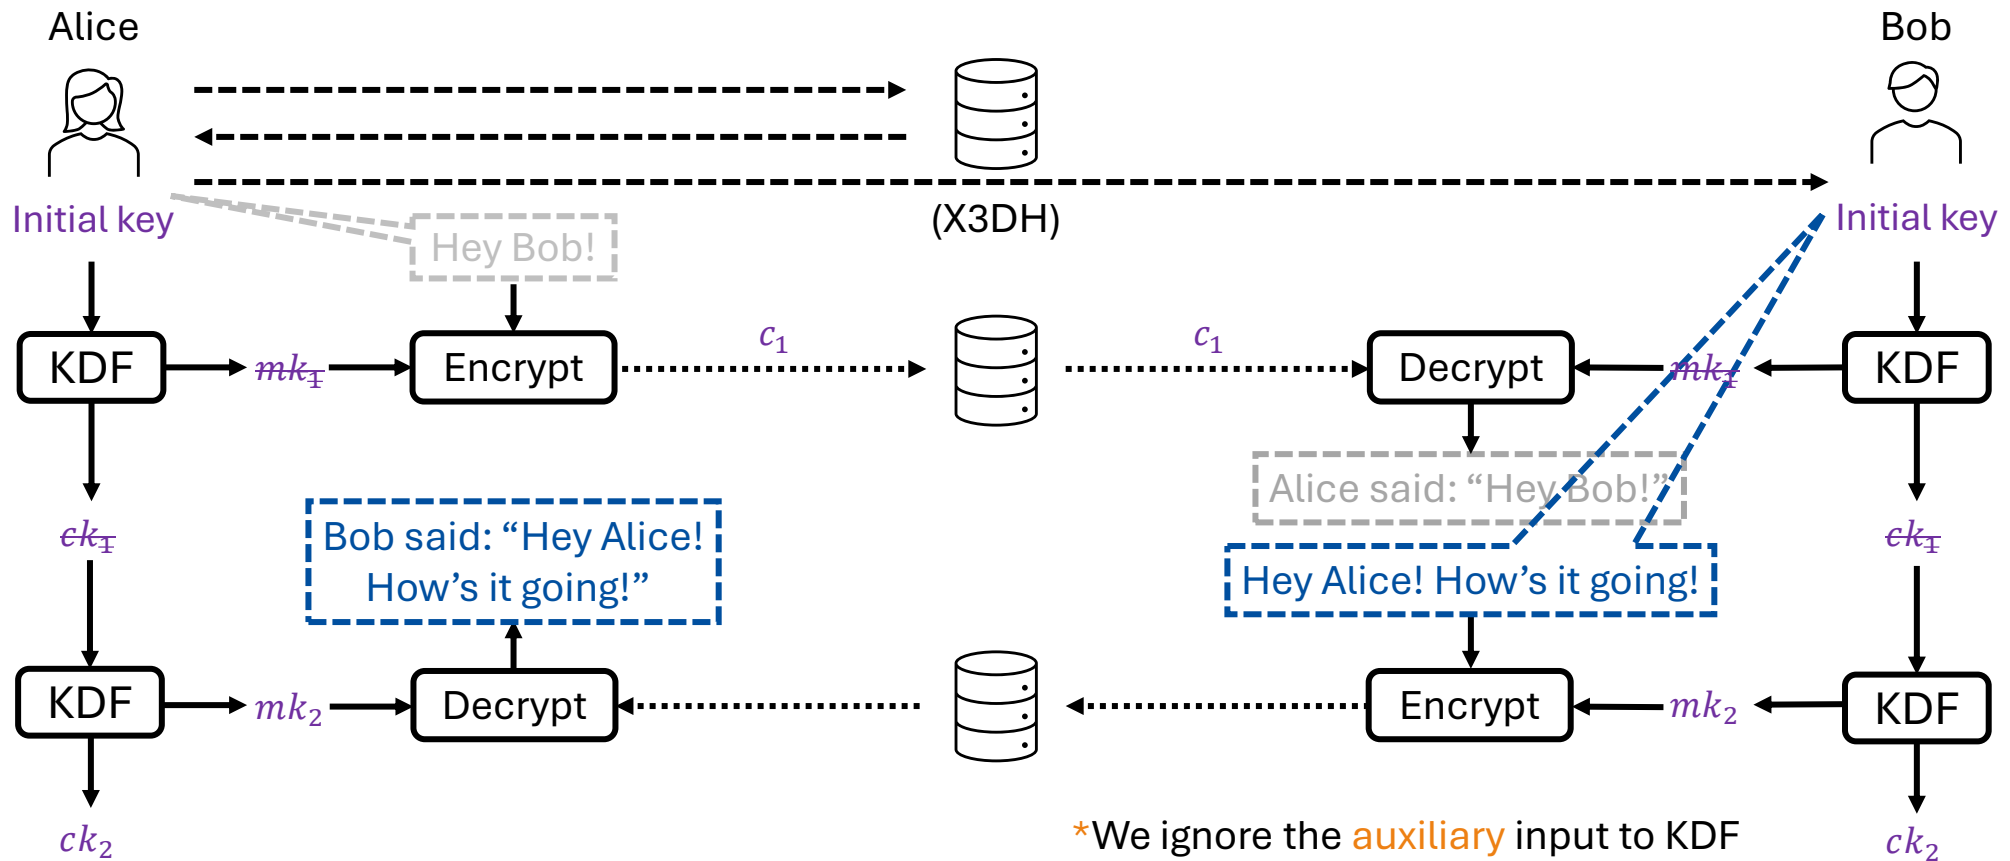 Alice
Bob
Initial key
(X3DH)
Initial key
Hey Bob!
KDF
mk₁
Encrypt
c₁
c₁
Decrypt
mk₁
KDF
Alice said: “Hey Bob!”
ck₁
Bob said: “Hey Alice!
How’s it going!”
ck₁
Hey Alice! How’s it going!
KDF
mk₂
Decrypt
Encrypt
mk₂
KDF
ck₂
*We ignore the auxiliary input to KDF
ck₂